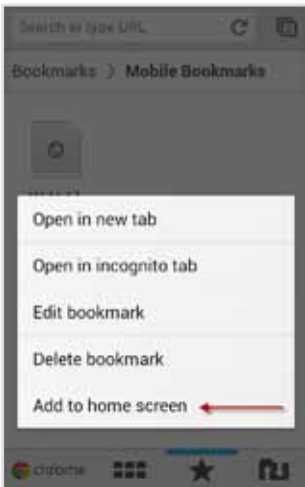 Search or type URL
Bookmarks > Mobile Bookmarks
Open in new tab
Open in incognito tab
Edit bookmark
Delete bookmark
Add to home screen
chrome